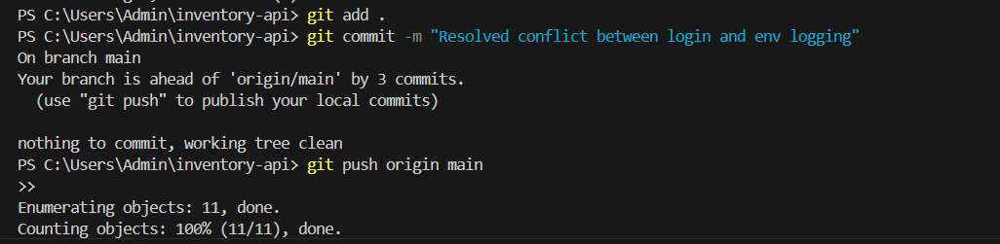 PS C:\Users\Admin\inventory-api> git add .
PS C:\Users\Admin\inventory-api> git commit -m "Resolved conflict between login and env logging"
On branch main
Your branch is ahead of 'origin/main' by 3 commits.
  (use "git push" to publish your local commits)

nothing to commit, working tree clean
PS C:\Users\Admin\inventory-api> git push origin main
>>
Enumerating objects: 11, done.
Counting objects: 100% (11/11), done.